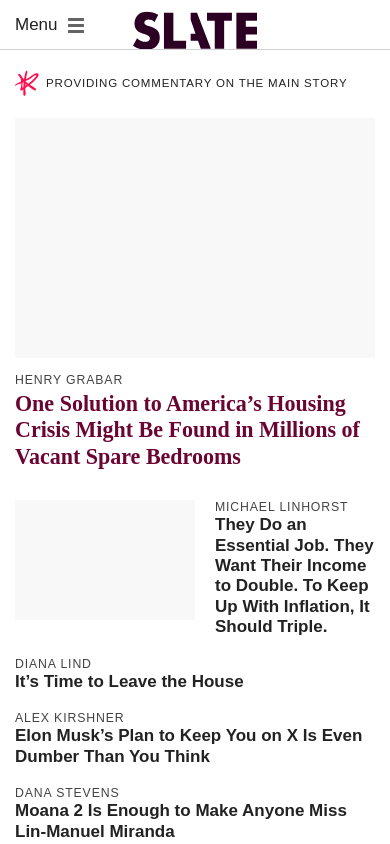 Menu
SLATE
PROVIDING COMMENTARY ON THE MAIN STORY
HENRY GRABAR
One Solution to America’s Housing
Crisis Might Be Found in Millions of
Vacant Spare Bedrooms
MICHAEL LINHORST
They Do an
Essential Job. They
Want Their Income
to Double. To Keep
Up With Inflation, It
Should Triple.
DIANA LIND
It’s Time to Leave the House
ALEX KIRSHNER
Elon Musk’s Plan to Keep You on X Is Even
Dumber Than You Think
DANA STEVENS
Moana 2 Is Enough to Make Anyone Miss
Lin-Manuel Miranda